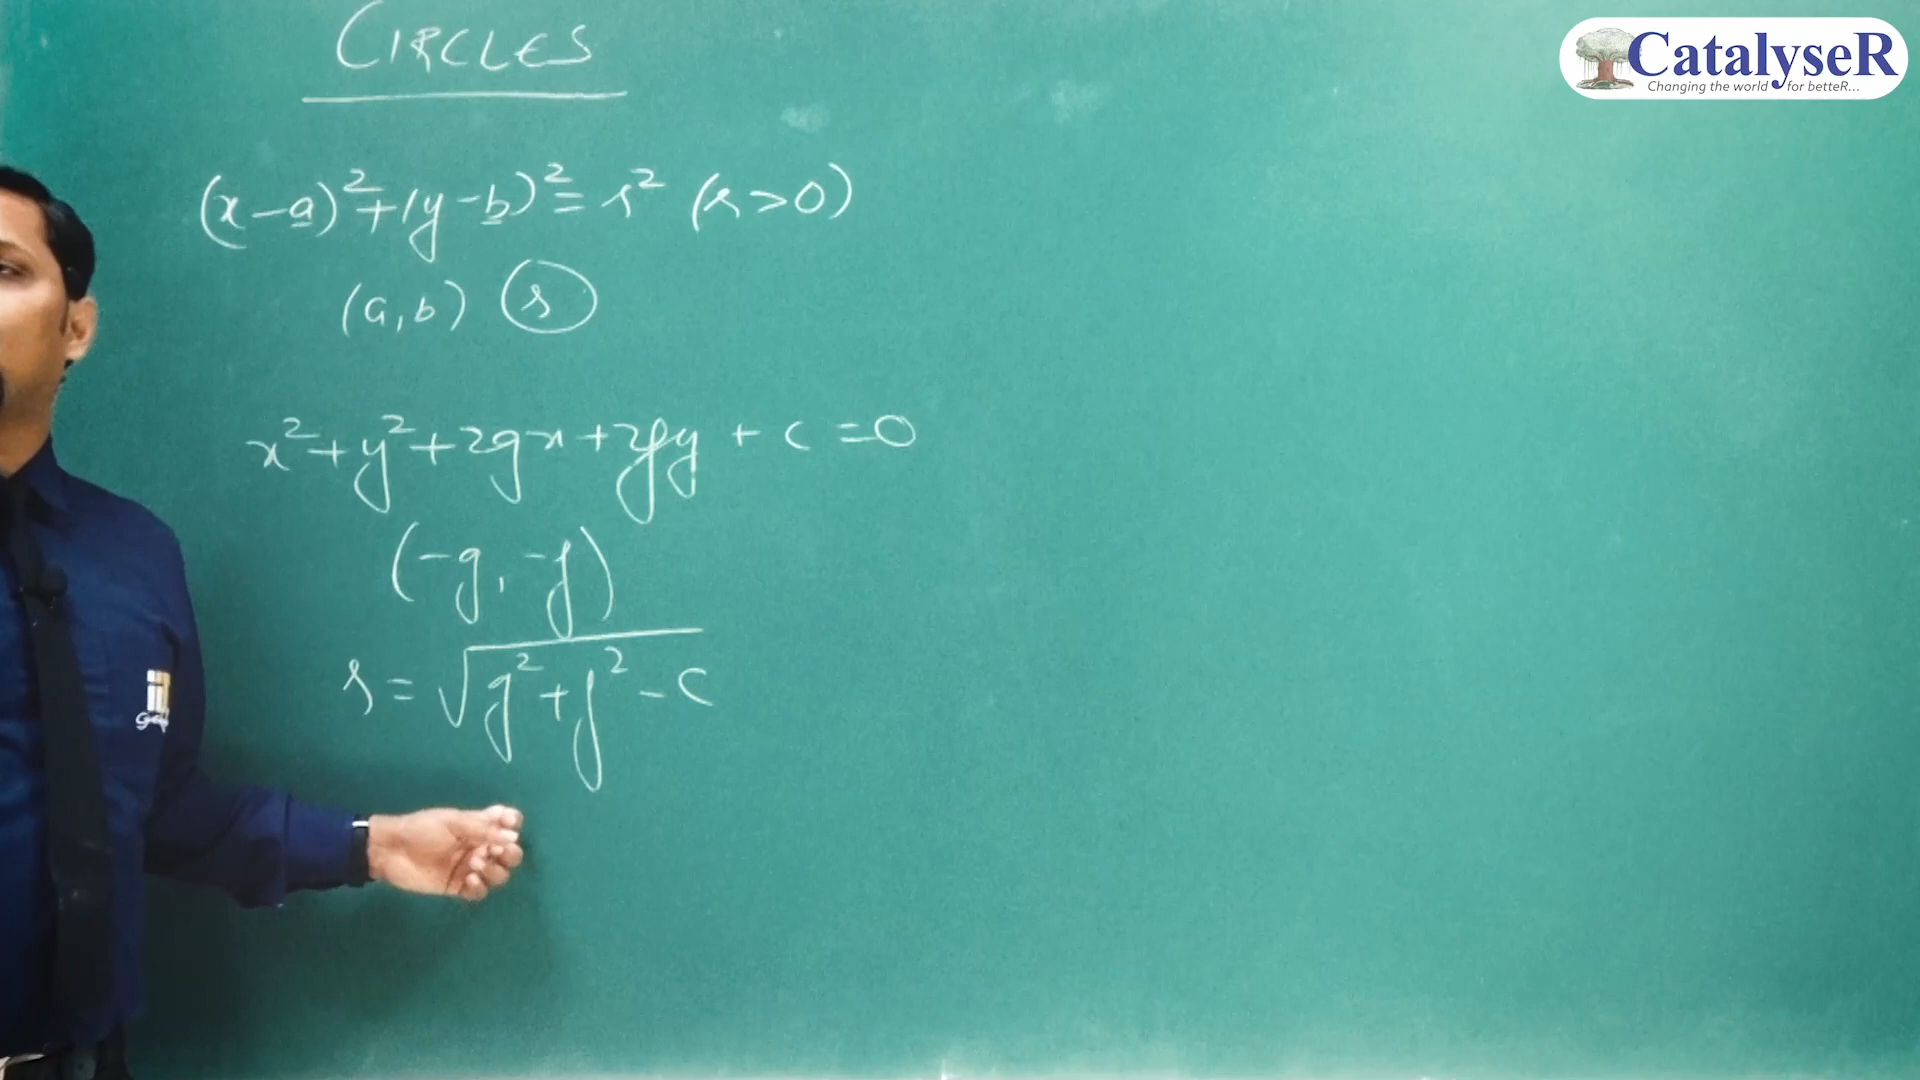 CIRCLES
(x-a)²+(y-b)²=r² (r>0)
(a,b) r
x²+y²+2gx+2fy+c=0
(-g,-f)
r=√g²+f²-c
CatalyseR
Changing the world for betteR...